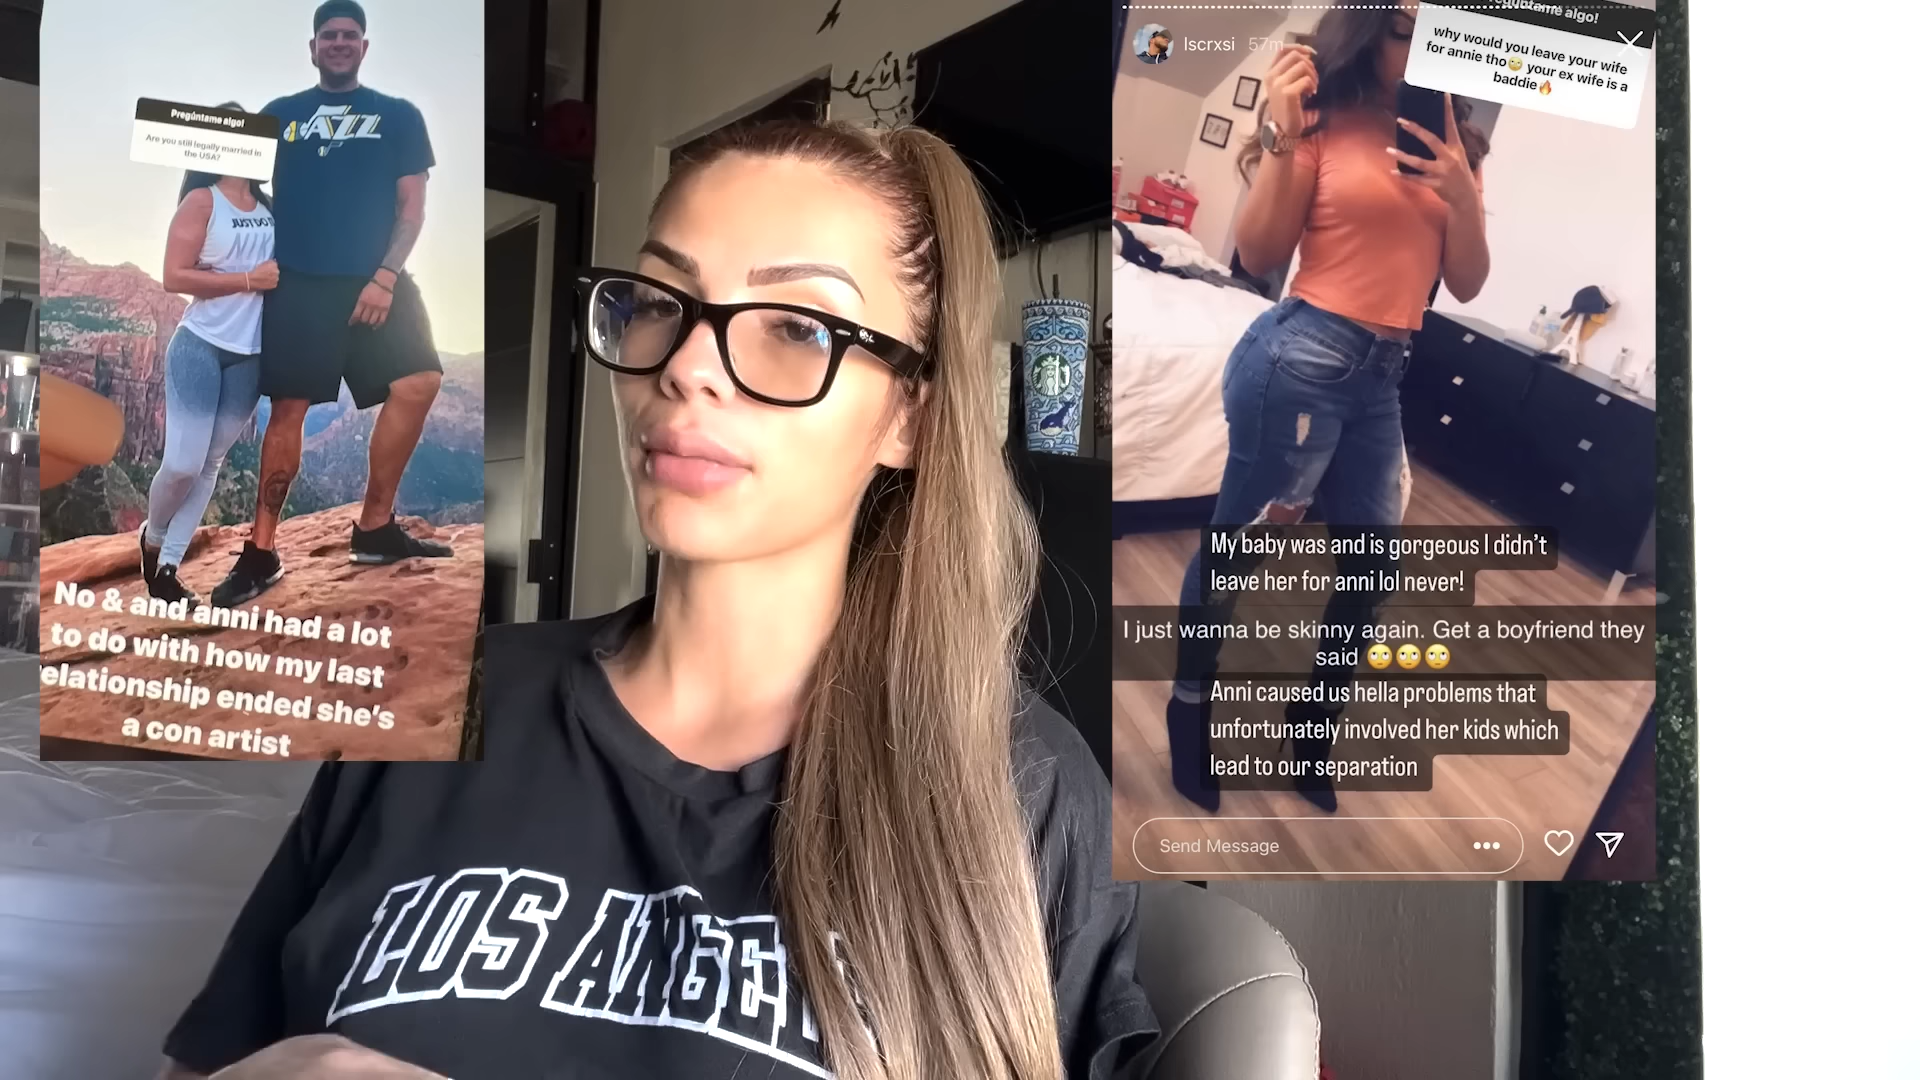 Pregúntame algo!
Are you still legally married in
the USA?
JAZZ
JUST DO
No & and anni had a lot
to do with how my last
elationship ended she's
a con artist
LOS ANGE
lscrxsi 57m
Pregúntame algo!
why would you leave your wife
for annie tho🙄 your ex wife is a
baddie🔥
My baby was and is gorgeous I didn't
leave her for anni lol never!
I just wanna be skinny again. Get a boyfriend they
said 🙄🙄🙄
Anni caused us hella problems that
unfortunately involved her kids which
lead to our separation
Send Message